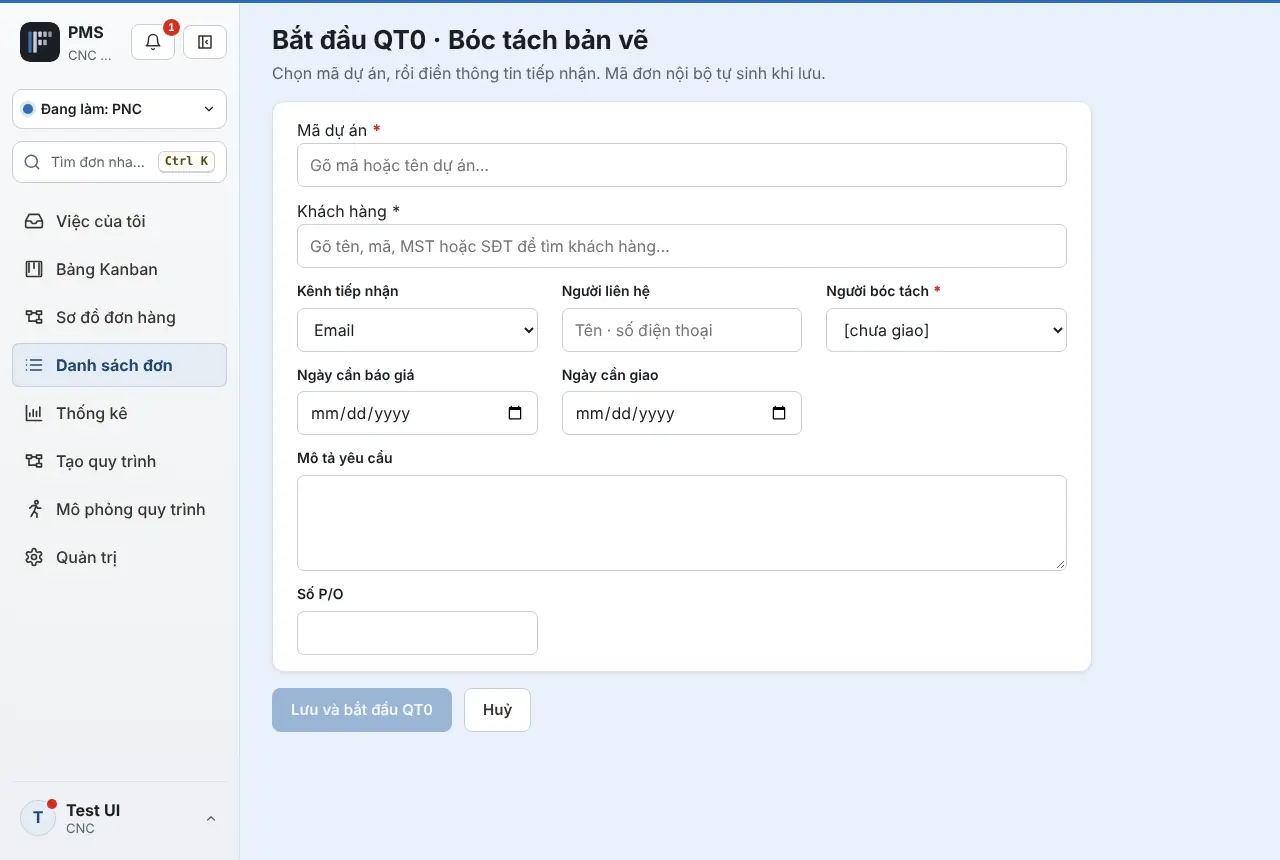 PMS
CNC ...
1
Đang làm: PNC
Tìm đơn nha...
Ctrl K
Việc của tôi
Bảng Kanban
Sơ đồ đơn hàng
Danh sách đơn
Thống kê
Tạo quy trình
Mô phỏng quy trình
Quản trị
T
Test UI
CNC
Bắt đầu QT0 · Bóc tách bản vẽ
Chọn mã dự án, rồi điền thông tin tiếp nhận. Mã đơn nội bộ tự sinh khi lưu.
Mã dự án *
Gõ mã hoặc tên dự án...
Khách hàng *
Gõ tên, mã, MST hoặc SĐT để tìm khách hàng...
Kênh tiếp nhận
Người liên hệ
Người bóc tách *
Email
Tên · số điện thoại
[chưa giao]
Ngày cần báo giá
Ngày cần giao
mm/dd/yyyy
mm/dd/yyyy
Mô tả yêu cầu
Số P/O
Lưu và bắt đầu QT0
Huỷ